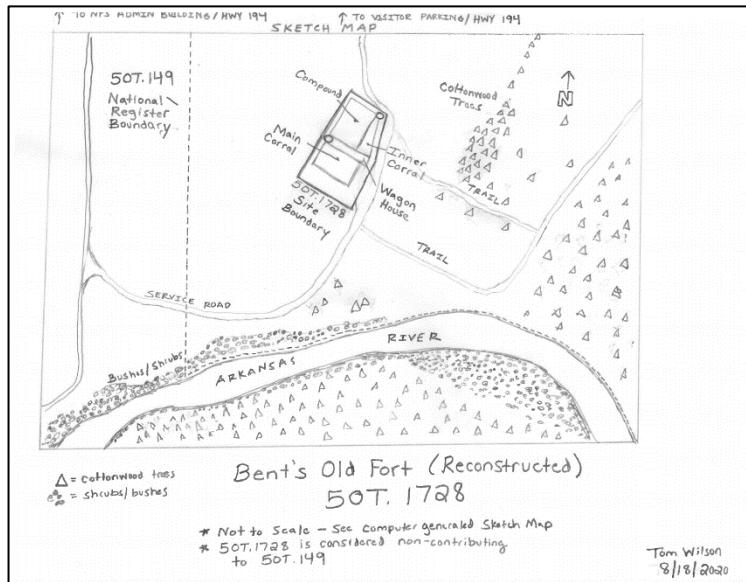 ↑ TO NPS ADMIN BUILDING/HWY 194
↑ TO VISITOR PARKING/HWY 194
SKETCH MAP
5OT.149
National
Register
Boundary
Compound
Main
Corral
Inner
Corral
Wagon
House
5OT.1728
Site
Boundary
Cottonwood
Trees
N
TRAIL
TRAIL
SERVICE ROAD
Bushes/Shrubs
ARKANSAS
RIVER
△ = cottonwood trees
= shrubs/bushes
Bent's Old Fort (Reconstructed)
5OT. 1728
* Not to Scale – See Computer generated Sketch Map
* 5OT.1728 is considered non-contributing
to 5OT.149
Tom Wilson
8/18/2020